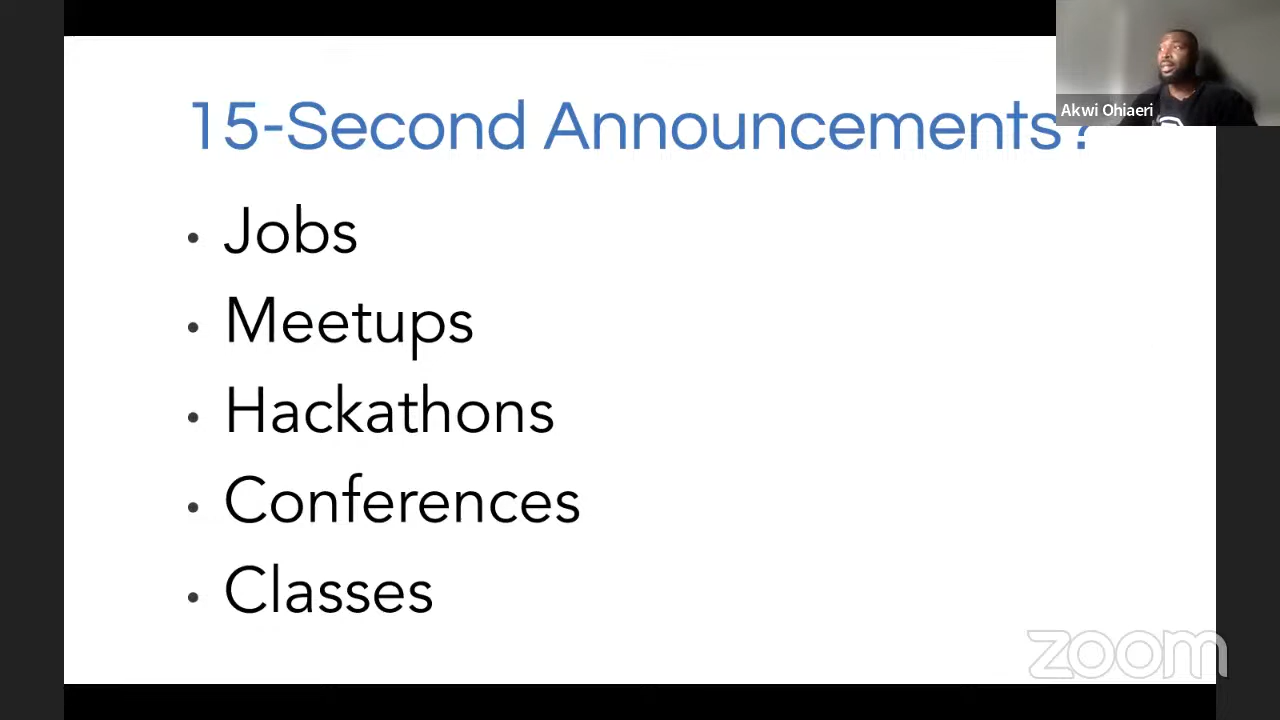 15-Second Announcements?
Akwi Ohiaeri
• Jobs
• Meetups
• Hackathons
• Conferences
• Classes
zoom